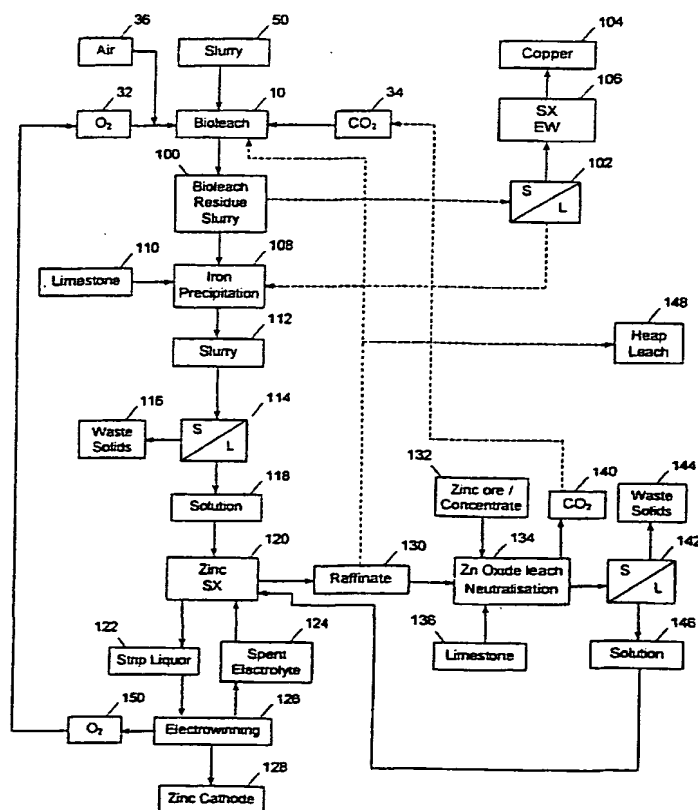 36
Air
50
Slurry
104
Copper
32
O2
10
Bioleach
34
CO2
106
SX
EW
100
Bioleach
Residue
Slurry
102
S
L
110
Limestone
108
Iron
Precipitation
112
Slurry
148
Heap
Leach
116
Waste
Solids
114
S
L
118
Solution
132
Zinc ore /
Concentrate
140
CO2
144
Waste
Solids
120
Zinc
SX
130
Raffinate
134
Zn Oxide leach
Neutralisation
142
S
L
122
Strip Liquor
124
Spent
Electrolyte
136
Limestone
146
Solution
150
O2
126
Electrowinning
128
Zinc Cathode